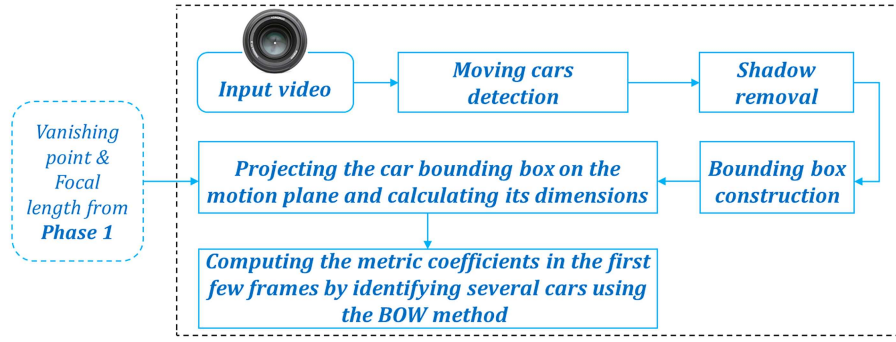 Input video
Moving cars
detection
Shadow
removal
Vanishing
point &
Focal
length from
Phase 1
Projecting the car bounding box on the
motion plane and calculating its dimensions
Bounding box
construction
Computing the metric coefficients in the first
few frames by identifying several cars using
the BOW method